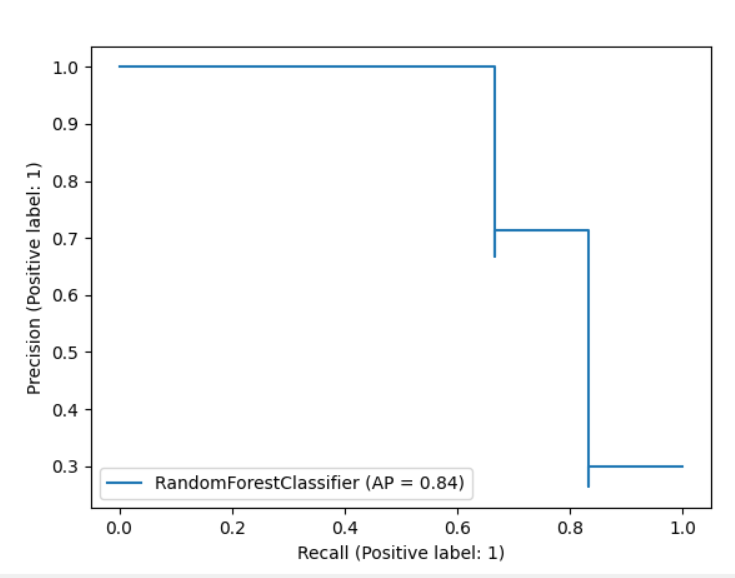 1.0
0.9
0.8
0.7
0.6
0.5
0.4
0.3
Precision (Positive label: 1)
RandomForestClassifier (AP = 0.84)
0.0 0.2 0.4 0.6 0.8 1.0
Recall (Positive label: 1)